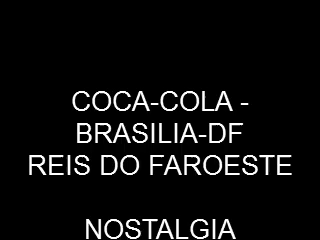 COCA-COLA -
BRASILIA-DF
REIS DO FAROESTE
NOSTALGIA